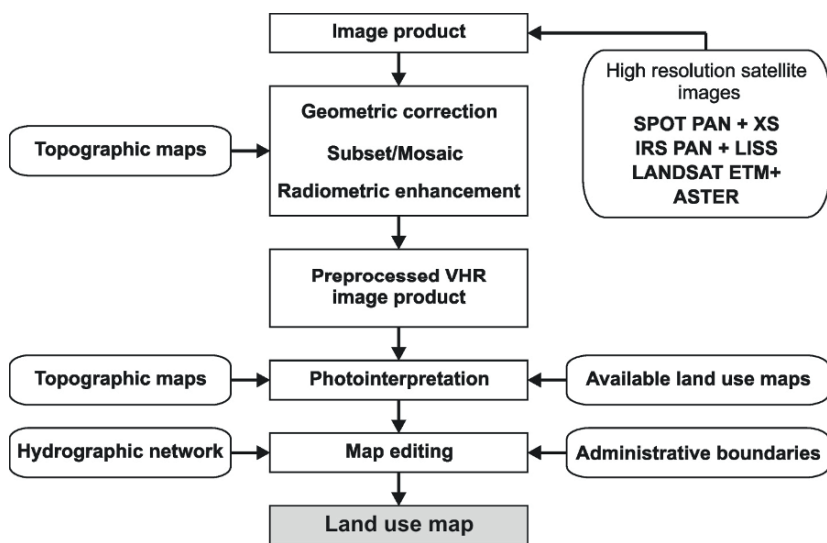 Image product
High resolution satellite
images
SPOT PAN + XS
IRS PAN + LISS
LANDSAT ETM+
ASTER
Geometric correction
Subset/Mosaic
Radiometric enhancement
Topographic maps
Preprocessed VHR
image product
Topographic maps
Photointerpretation
Available land use maps
Hydrographic network
Map editing
Administrative boundaries
Land use map